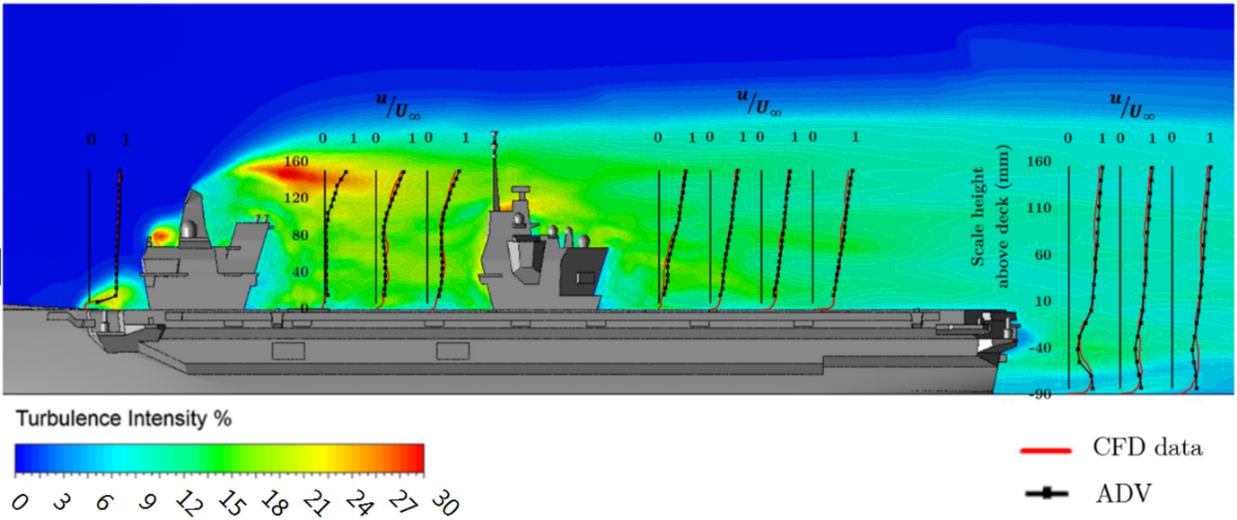 u/U∞ u/U∞ u/U∞
0 1 0 1 0 1 0 1 0 1 0 1 0 1 0 1 0 1 0 1 0 1
160
120
80
40
0
Scale height
above deck (mm)
160
110
60
10
-40
-90
Turbulence Intensity %
0 3 6 9 12 15 18 21 24 27 30
CFD data
ADV